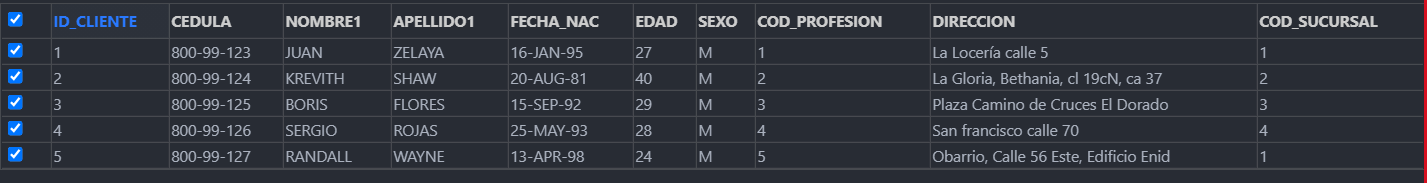 ID_CLIENTE CEDULA NOMBRE1 APELLIDO1 FECHA_NAC EDAD SEXO COD_PROFESION DIRECCION COD_SUCURSAL
1 800-99-123 JUAN ZELAYA 16-JAN-95 27 M 1 La Locería calle 5 1
2 800-99-124 KREVITH SHAW 20-AUG-81 40 M 2 La Gloria, Bethania, cl 19cN, ca 37 2
3 800-99-125 BORIS FLORES 15-SEP-92 29 M 3 Plaza Camino de Cruces El Dorado 3
4 800-99-126 SERGIO ROJAS 25-MAY-93 28 M 4 San francisco calle 70 4
5 800-99-127 RANDALL WAYNE 13-APR-98 24 M 5 Obarrio, Calle 56 Este, Edificio Enid 1